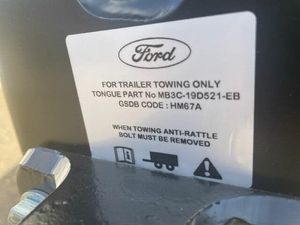 Ford
FOR TRAILER TOWING ONLY
TONGUE PART No MB3C-19D521-EB
GSDB CODE : HM67A
WHEN TOWING ANTI-RATTLE
BOLT MUST BE REMOVED